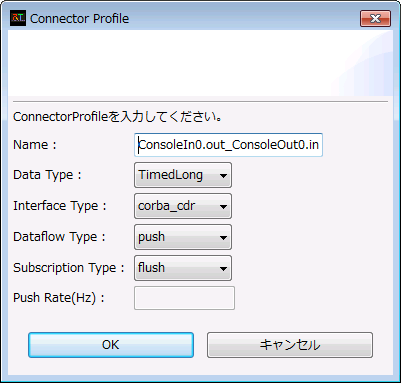 Connector Profile
ConnectorProfileを入力してください。
Name : ConsoleIn0.out_ConsoleOut0.in
Data Type : TimedLong
Interface Type : corba_cdr
Dataflow Type : push
Subscription Type : flush
Push Rate(Hz) :
OK キャンセル